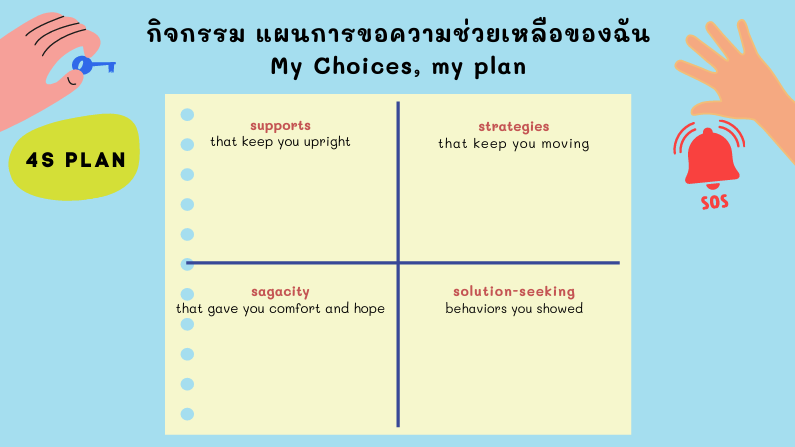 กิจกรรม แผนการขอความช่วยเหลือของฉัน
My Choices, my plan
4S PLAN
supports
that keep you upright
strategies
that keep you moving
SOS
sagacity
that gave you comfort and hope
solution-seeking
behaviors you showed